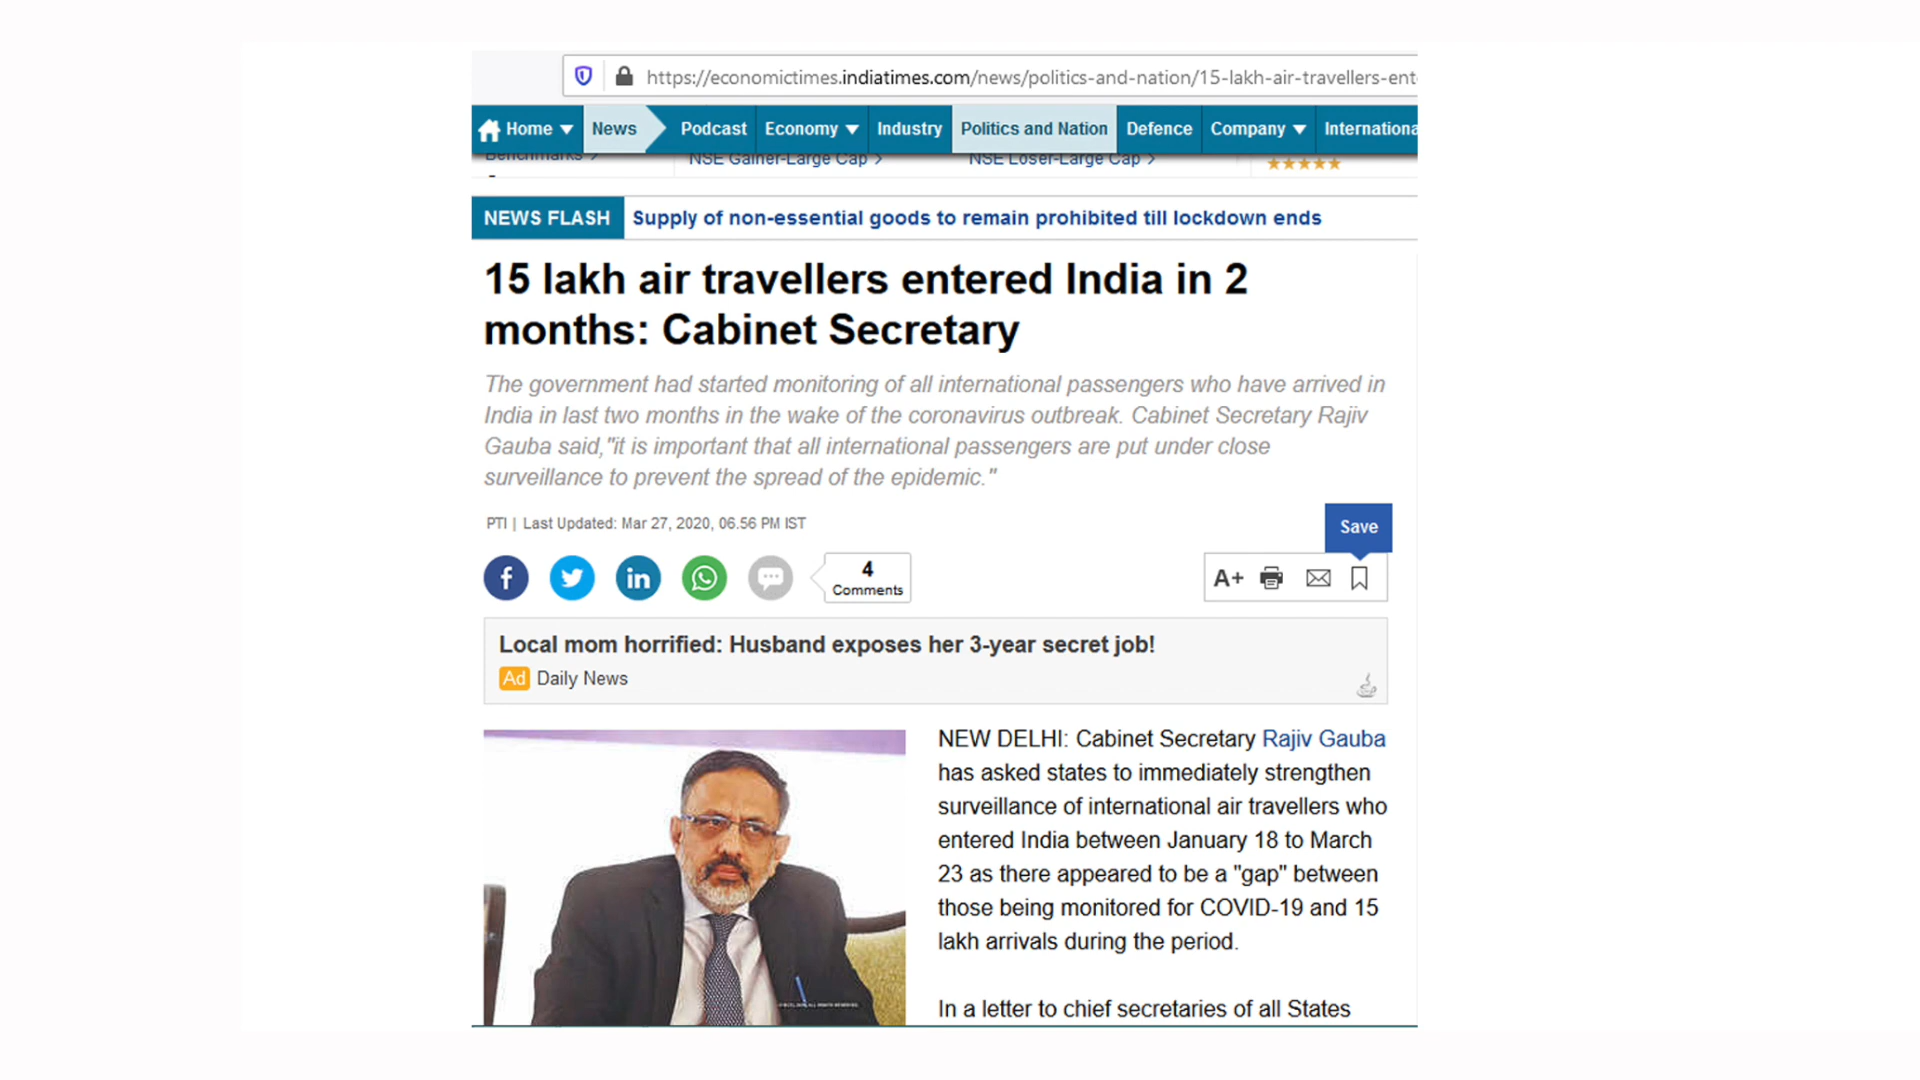 https://economictimes.indiatimes.com/news/politics-and-nation/15-lakh-air-travellers-ent
Home News Podcast Economy Industry Politics and Nation Defence Company Internationa
Benchmarks NSE Gainer-Large Cap NSE Loser-Large Cap
NEWS FLASH Supply of non-essential goods to remain prohibited till lockdown ends
15 lakh air travellers entered India in 2
months: Cabinet Secretary
The government had started monitoring of all international passengers who have arrived in
India in last two months in the wake of the coronavirus outbreak. Cabinet Secretary Rajiv
Gauba said,"it is important that all international passengers are put under close
surveillance to prevent the spread of the epidemic."
PTI | Last Updated: Mar 27, 2020, 06.56 PM IST
Save
4
Comments
A+
Local mom horrified: Husband exposes her 3-year secret job!
Ad Daily News
NEW DELHI: Cabinet Secretary Rajiv Gauba
has asked states to immediately strengthen
surveillance of international air travellers who
entered India between January 18 to March
23 as there appeared to be a "gap" between
those being monitored for COVID-19 and 15
lakh arrivals during the period.
In a letter to chief secretaries of all States